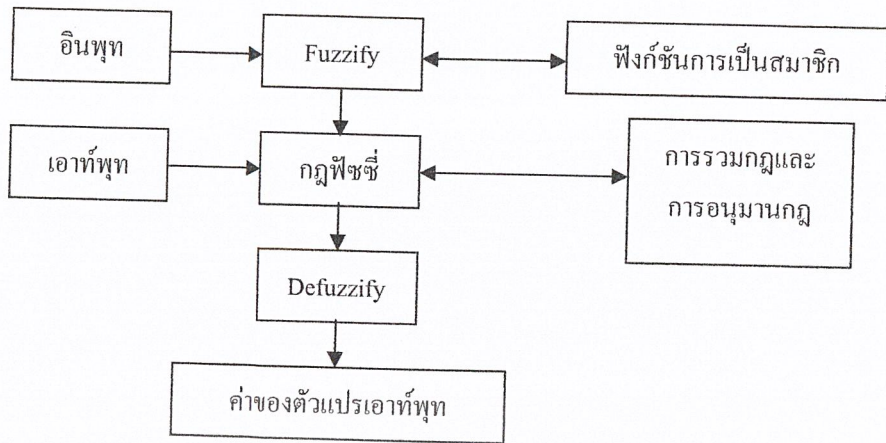 อินพุท
Fuzzify
ฟังก์ชันการเป็นสมาชิก
เอาท์พุท
กฎฟัซซี่
การรวมกฎและ
การอนุมานกฎ
Defuzzify
ค่าของตัวแปรเอาท์พุท